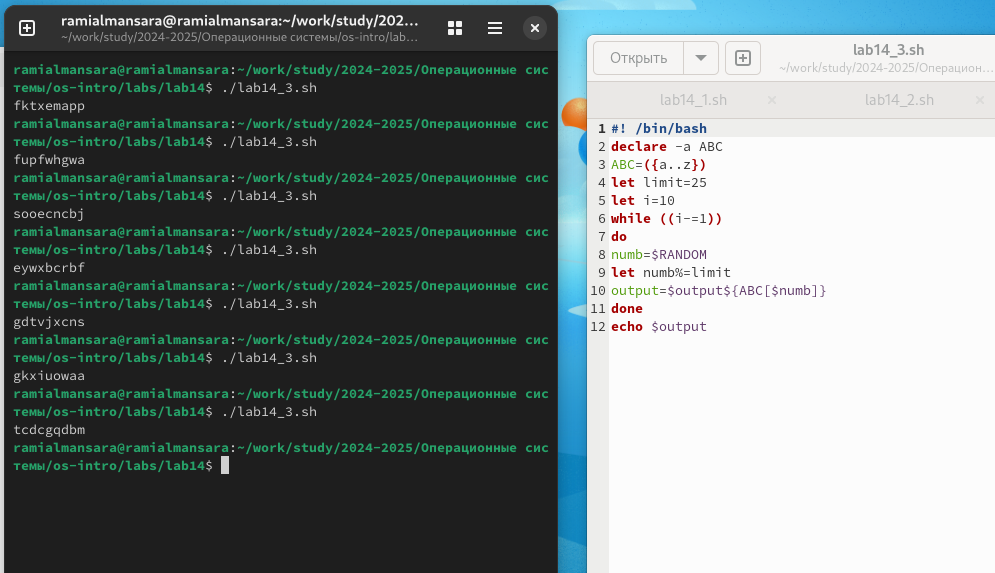 ramialmansara@ramialmansara:~/work/study/202...
~/work/study/2024-2025/Операционные системы/os-intro/lab...
ramialmansara@ramialmansara:~/work/study/2024-2025/Операционные сис
темы/os-intro/labs/lab14$ ./lab14_3.sh
fktxemapp
ramialmansara@ramialmansara:~/work/study/2024-2025/Операционные сис
темы/os-intro/labs/lab14$ ./lab14_3.sh
fupfwhgwa
ramialmansara@ramialmansara:~/work/study/2024-2025/Операционные сис
темы/os-intro/labs/lab14$ ./lab14_3.sh
sooecncbj
ramialmansara@ramialmansara:~/work/study/2024-2025/Операционные сис
темы/os-intro/labs/lab14$ ./lab14_3.sh
eywxbcrbf
ramialmansara@ramialmansara:~/work/study/2024-2025/Операционные сис
темы/os-intro/labs/lab14$ ./lab14_3.sh
gdtvjxcns
ramialmansara@ramialmansara:~/work/study/2024-2025/Операционные сис
темы/os-intro/labs/lab14$ ./lab14_3.sh
gkxiuowaa
ramialmansara@ramialmansara:~/work/study/2024-2025/Операционные сис
темы/os-intro/labs/lab14$ ./lab14_3.sh
tcdcgqdbm
ramialmansara@ramialmansara:~/work/study/2024-2025/Операционные сис
темы/os-intro/labs/lab14$
Открыть
lab14_3.sh
~/work/study/2024-2025/Операцион...
lab14_1.sh
lab14_2.sh
1 #! /bin/bash
2 declare -a ABC
3 ABC=({a..z})
4 let limit=25
5 let i=10
6 while ((i-=1))
7 do
8 numb=$RANDOM
9 let numb%=limit
10 output=$output${ABC[$numb]}
11 done
12 echo $output